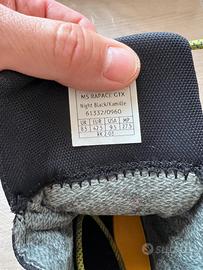 MS RAPACE GTX
Night Black/Kamille
61332/0960
UK EUR USA MP
8.5 42.5 9.5 27.5